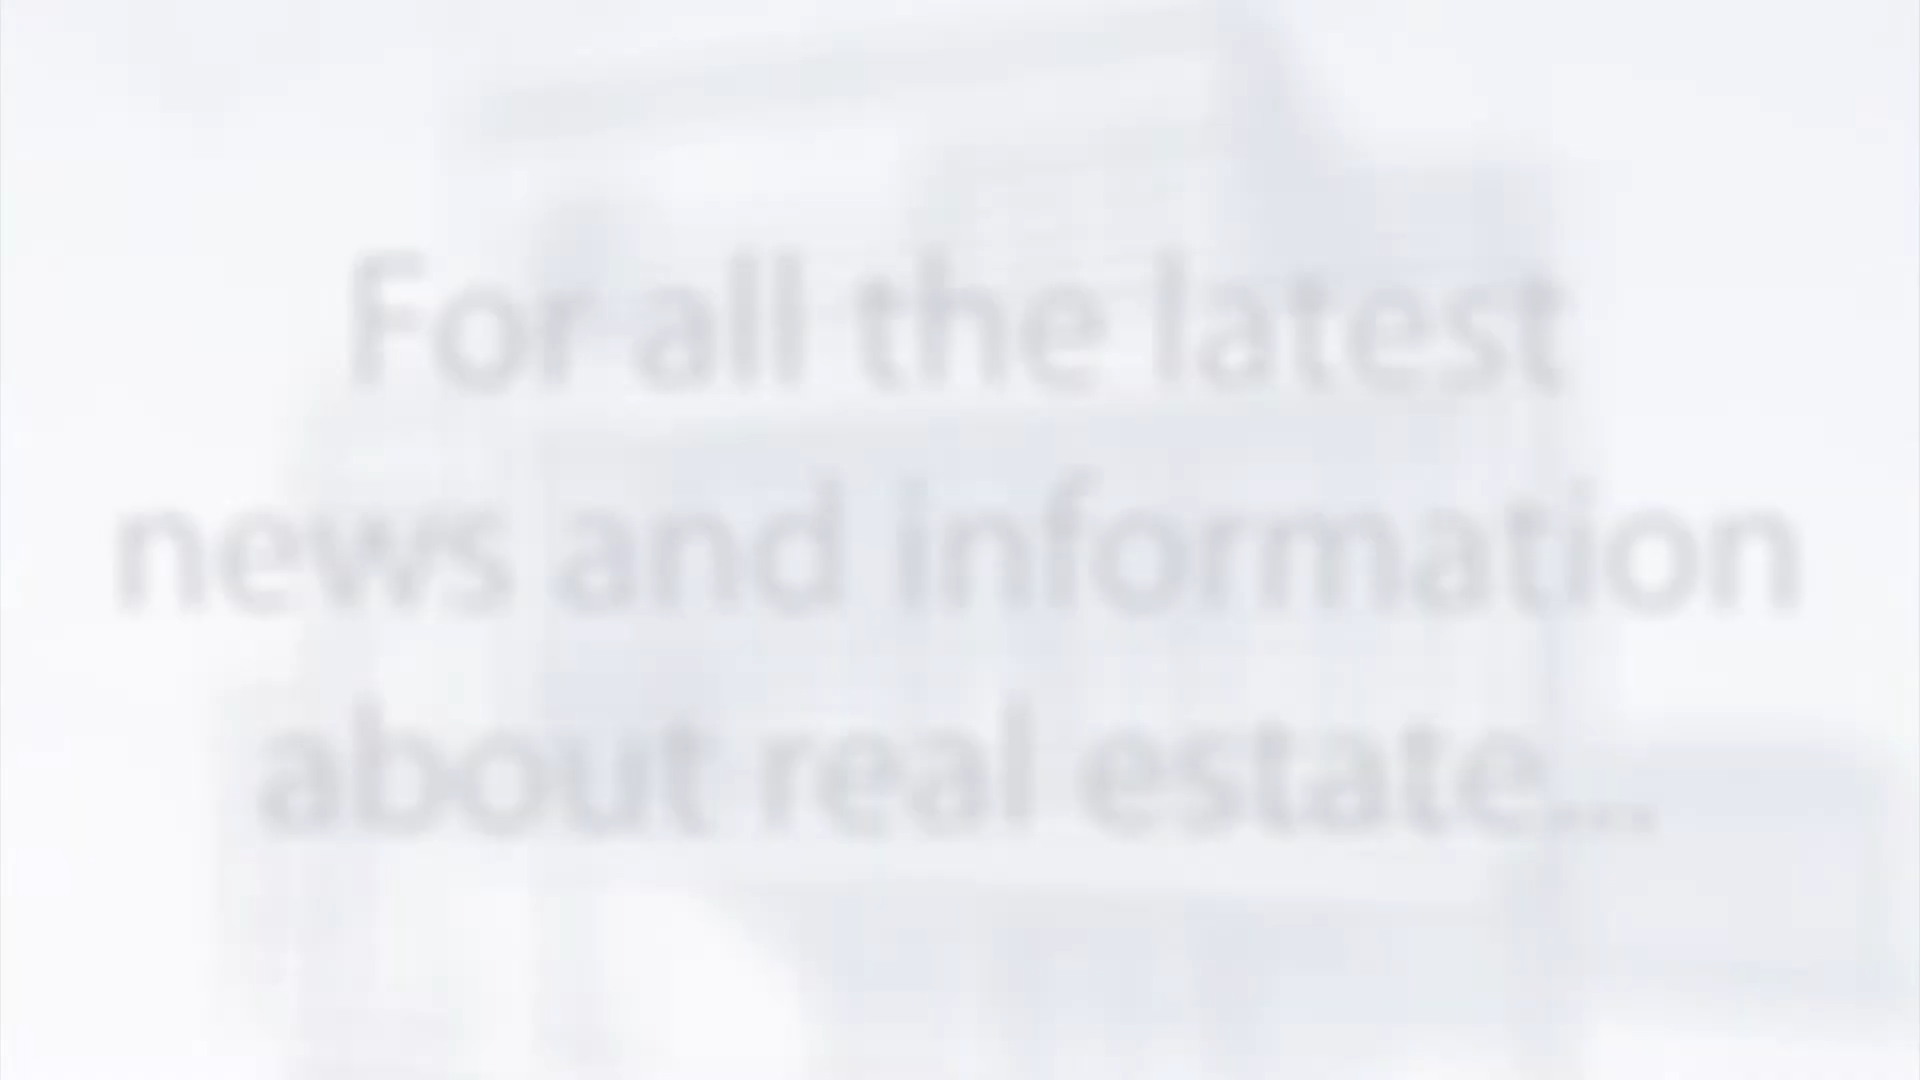 For all the latest
news and information
about real estate...